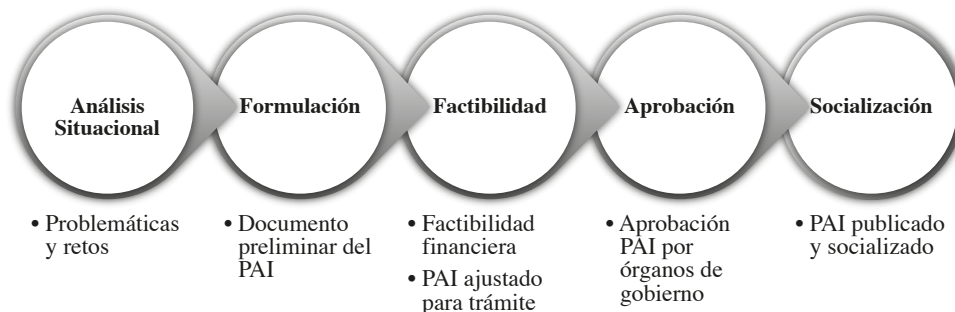 Análisis
Situacional
Formulación
Factibilidad
Aprobación
Socialización
• Problemáticas
y retos
• Documento
preliminar del
PAI
• Factibilidad
financiera
• PAI ajustado
para trámite
• Aprobación
PAI por
órganos de
gobierno
• PAI publicado
y socializado